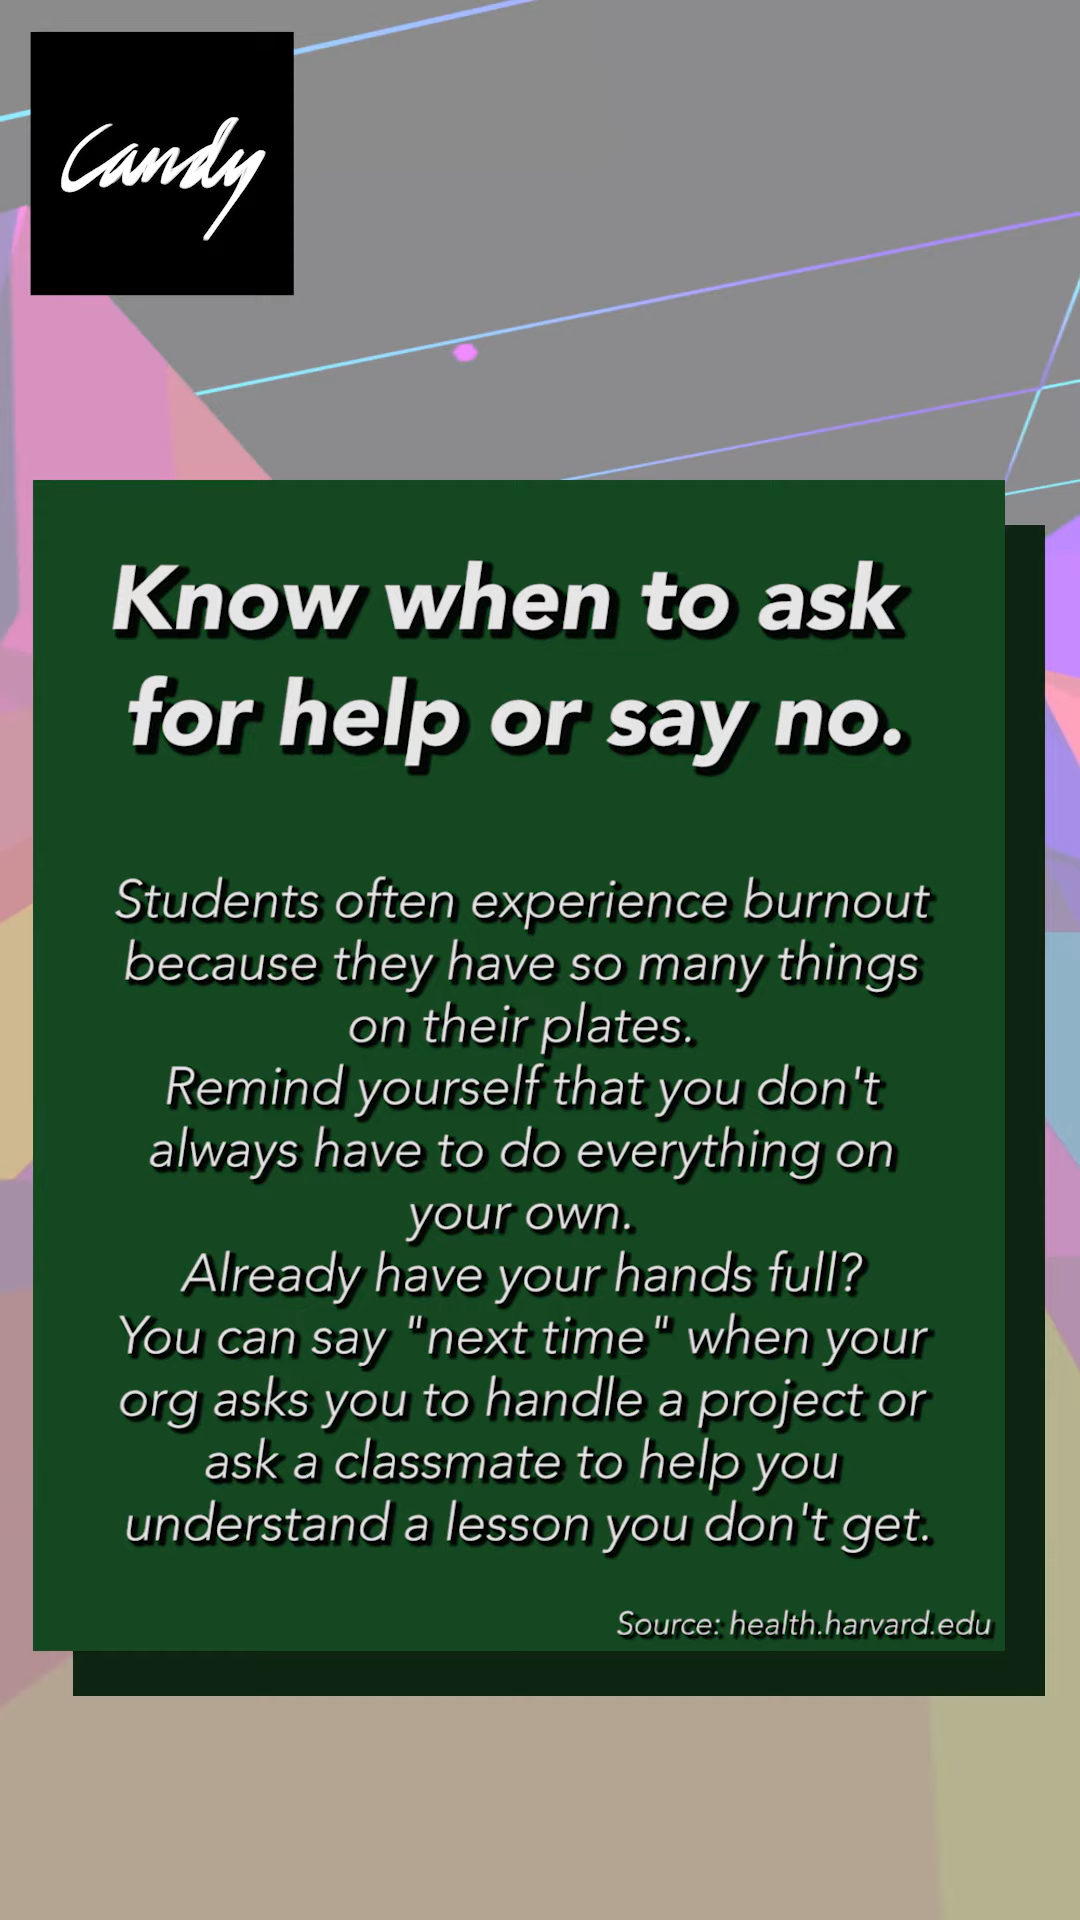 Candy
Know when to ask
for help or say no.
Students often experience burnout
because they have so many things
on their plates.
Remind yourself that you don't
always have to do everything on
your own.
Already have your hands full?
You can say "next time" when your
org asks you to handle a project or
ask a classmate to help you
understand a lesson you don't get.
Source: health.harvard.edu